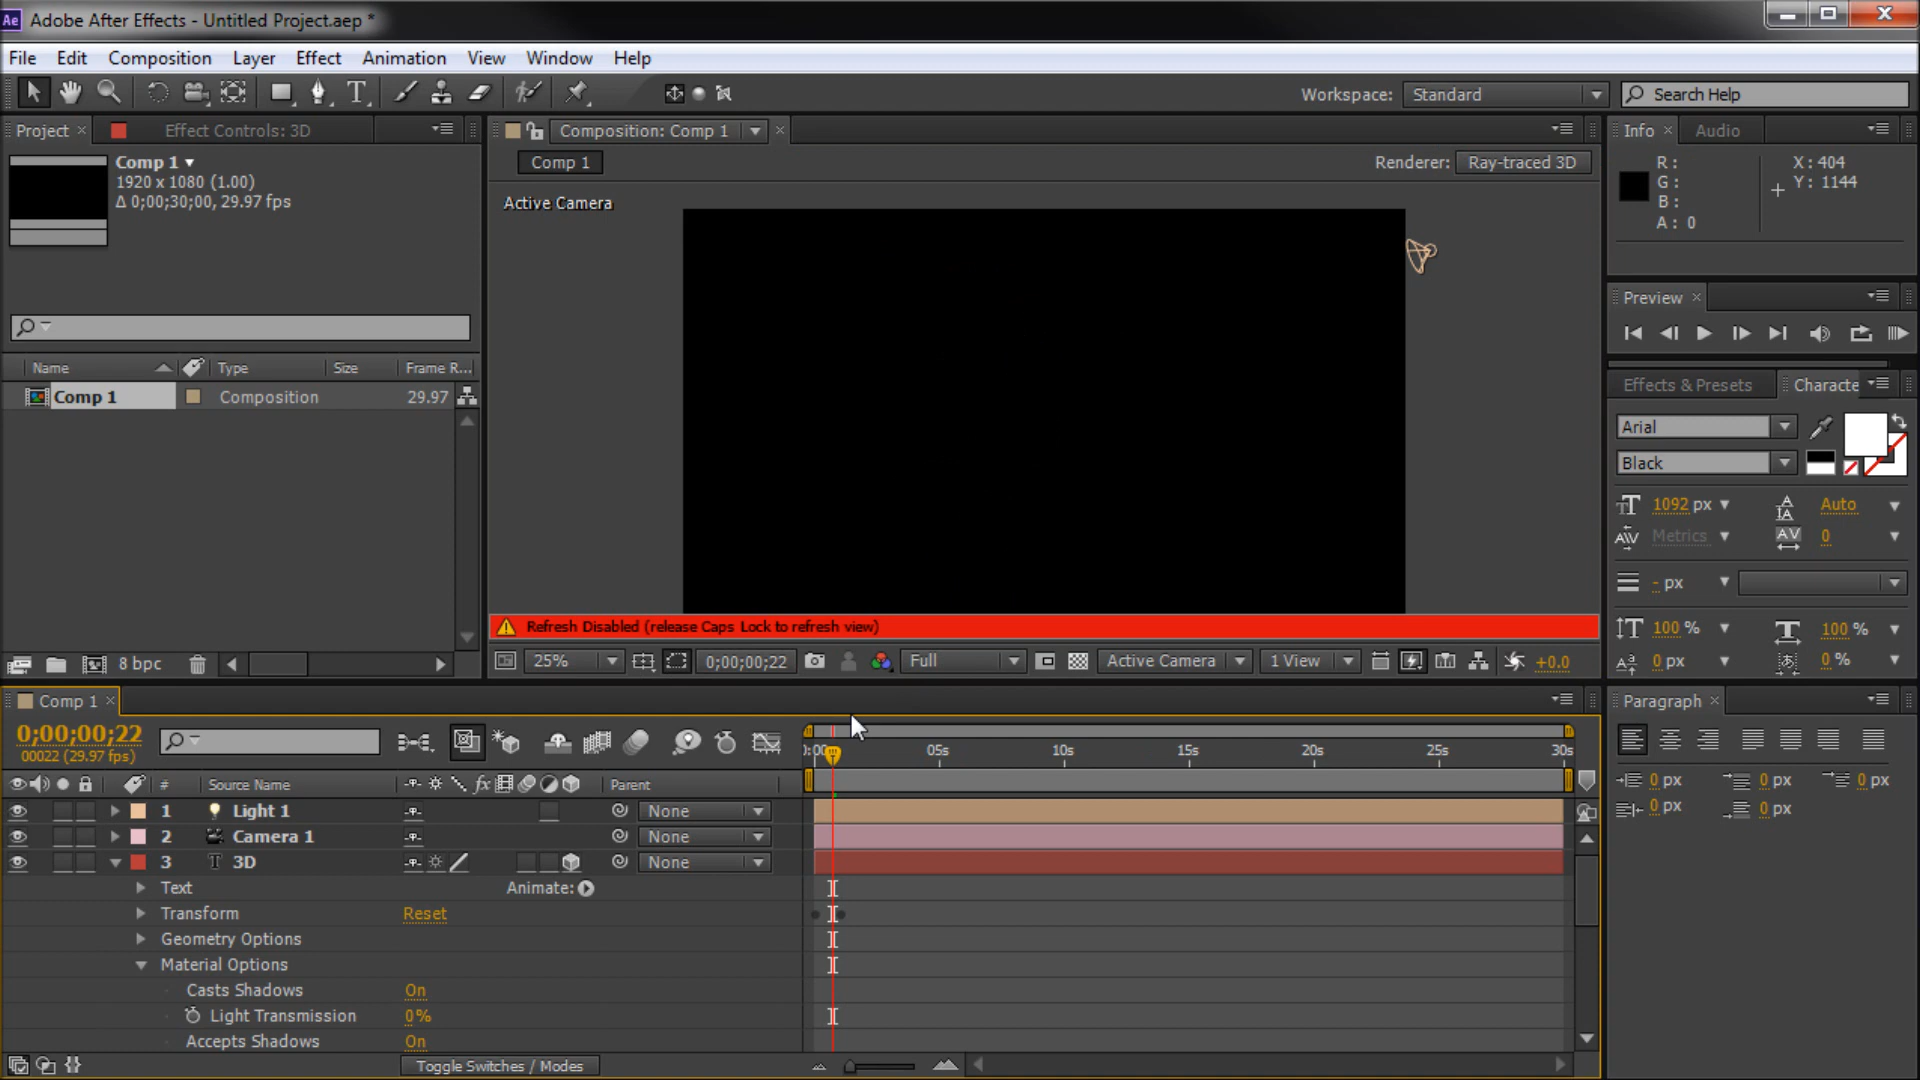 Ae Adobe After Effects - Untitled Project.aep *
File Edit Composition Layer Effect Animation View Window Help
T Workspace: Standard Search Help
Project × Effect Controls: 3D
Comp 1
1920 x 1080 (1.00)
Δ 0;00;30;00, 29.97 fps
Name Type Size Frame R...
Comp 1 Composition 29.97
8 bpc
Composition: Comp 1 ×
Comp 1 Renderer: Ray-traced 3D
Active Camera
Refresh Disabled (release Caps Lock to refresh view)
25% 0;00;00;22 Full Active Camera 1 View +0.0
Info × Audio
R :
G :
B :
A : 0
X : 404
Y : 1144
Preview ×
Effects & Presets Characte
Arial
Black
1092 px Auto
Metrics 0
- px
100 % 100 %
0 px 0 %
Comp 1 ×
0;00;00;22
00022 (29.97 fps)
05s 10s 15s 20s 25s 30s
# Source Name fx Parent
1 Light 1 None
2 Camera 1 None
3 T 3D None
Text Animate:
Transform Reset
Geometry Options
Material Options
Casts Shadows On
Light Transmission 0%
Accepts Shadows On
Toggle Switches / Modes
Paragraph ×
0 px 0 px 0 px
0 px 0 px